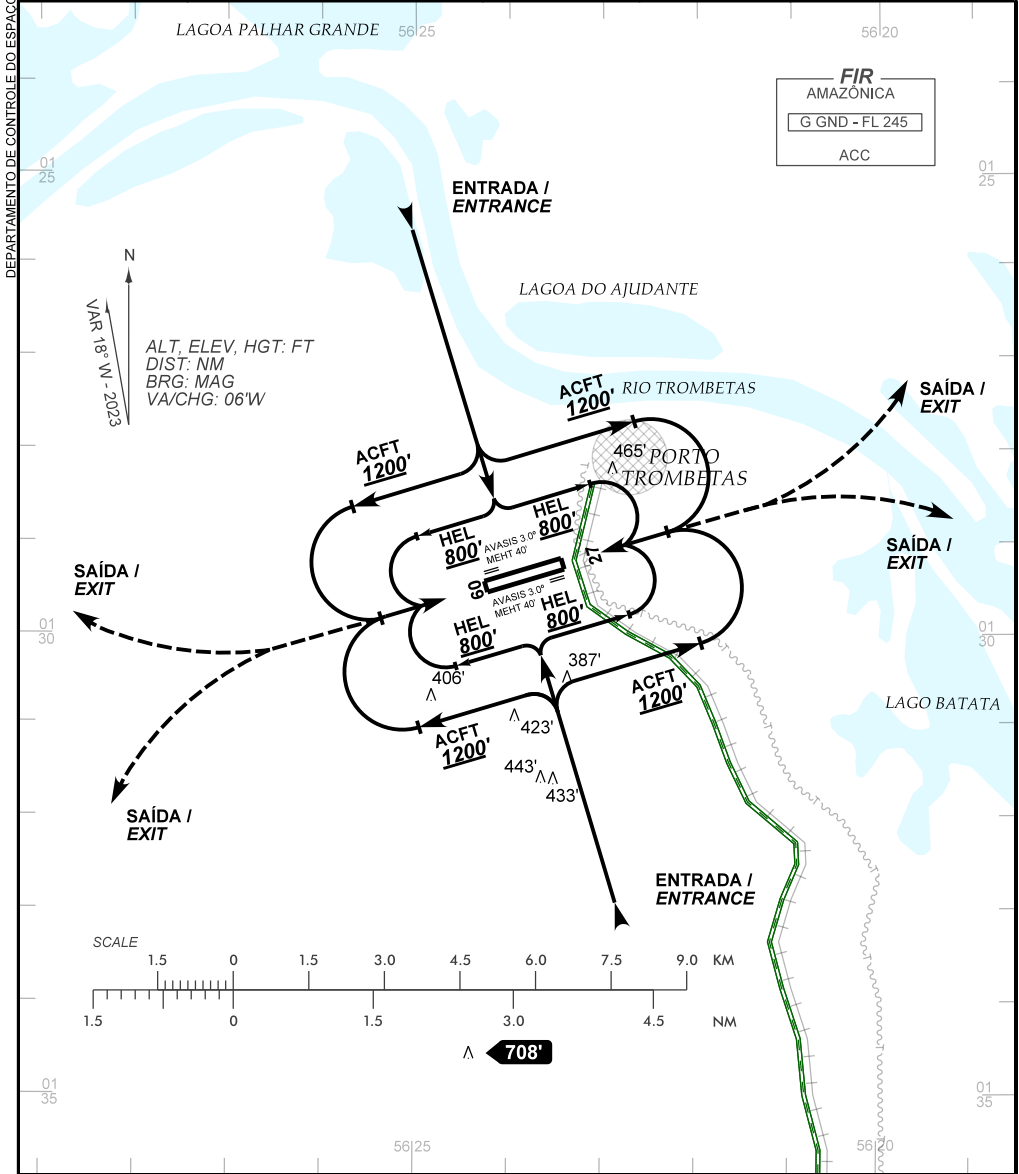 DEPARTAMENTO DE CONTROLE DO ESPAÇO
LAGOA PALHAR GRANDE
56 25
56 20
FIR
AMAZÔNICA
G GND - FL 245
ACC
01
25
01
25
ENTRADA /
ENTRANCE
N
VAR 18° W - 2023
ALT, ELEV, HGT: FT
DIST: NM
BRG: MAG
VA/CHG: 06'W
LAGOA DO AJUDANTE
RIO TROMBETAS
ACFT
1200'
SAÍDA /
EXIT
ACFT
1200'
465'
PORTO
TROMBETAS
HEL
800'
HEL
800'
AVASIS 3.0°
MEHT 40'
27
09
AVASIS 3.0°
MEHT 40'
SAÍDA /
EXIT
SAÍDA /
EXIT
HEL
800'
HEL
800'
01
30
01
30
387'
406'
ACFT
1200'
LAGO BATATA
423'
ACFT
1200'
443'
433'
SAÍDA /
EXIT
ENTRADA /
ENTRANCE
SCALE
1.5 0 1.5 3.0 4.5 6.0 7.5 9.0 KM
1.5 0 1.5 3.0 4.5 NM
708'
01
35
01
35
56 25
56 20